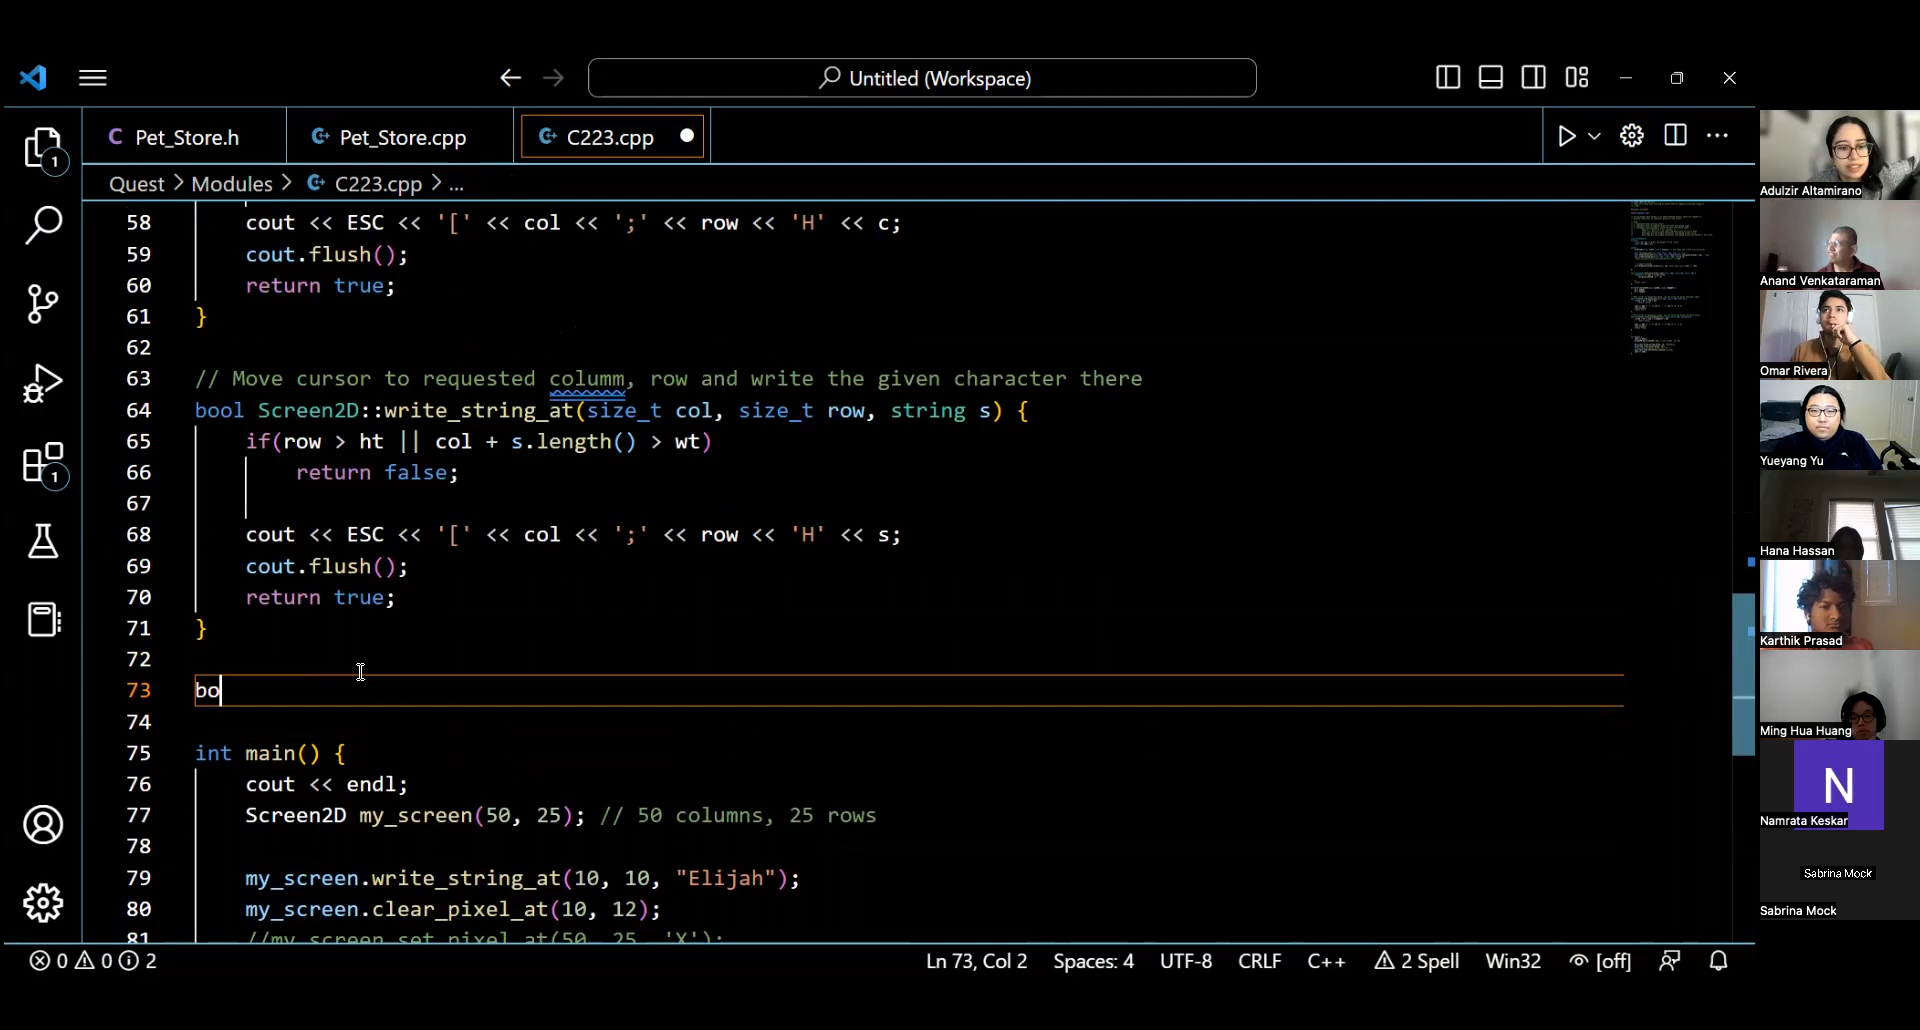 Untitled (Workspace)
Pet_Store.h
Pet_Store.cpp
C223.cpp
Quest > Modules > C223.cpp > ...
58 cout << ESC << '[' << col << ';' << row << 'H' << c;
59 cout.flush();
60 return true;
61 }
62
63 // Move cursor to requested columm, row and write the given character there
64 bool Screen2D::write_string_at(size_t col, size_t row, string s) {
65 if(row > ht || col + s.length() > wt)
66 return false;
67
68 cout << ESC << '[' << col << ';' << row << 'H' << s;
69 cout.flush();
70 return true;
71 }
72
73 bo
74
75 int main() {
76 cout << endl;
77 Screen2D my_screen(50, 25); // 50 columns, 25 rows
78
79 my_screen.write_string_at(10, 10, "Elijah");
80 my_screen.clear_pixel_at(10, 12);
81 //my_screen.set_pixel_at(50, 25, 'X');
1
1
0 0 2
Ln 73, Col 2 Spaces: 4 UTF-8 CRLF C++ 2 Spell Win32 [off]
Adulzir Altamirano
Anand Venkataraman
Omar Rivera
Yueyang Yu
Hana Hassan
Karthik Prasad
Ming Hua Huang
N
Namrata Keskar
Sabrina Mock
Sabrina Mock